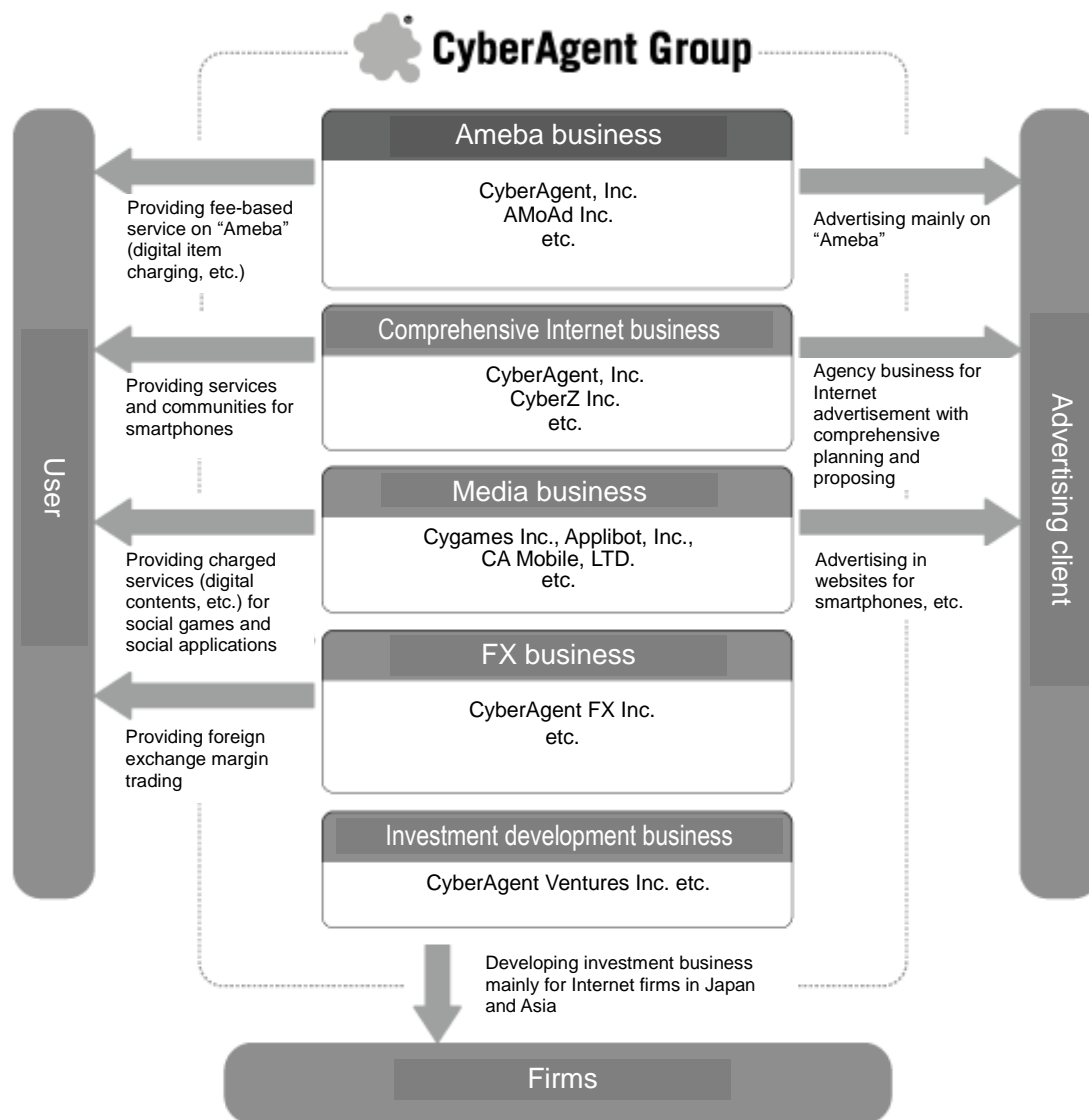 CyberAgent Group
Ameba business
CyberAgent, Inc.
AMoAd Inc.
etc.
Providing fee-based
service on “Ameba”
(digital item
charging, etc.)
Advertising mainly on
“Ameba”
Comprehensive Internet business
CyberAgent, Inc.
CyberZ Inc.
etc.
Providing services
and communities for
smartphones
Agency business for
Internet
advertisement with
comprehensive
planning and
proposing
User
Advertising client
Media business
Cygames Inc., Applibot, Inc.,
CA Mobile, LTD.
etc.
Providing charged
services (digital
contents, etc.) for
social games and
social applications
Advertising in
websites for
smartphones, etc.
FX business
CyberAgent FX Inc.
etc.
Providing foreign
exchange margin
trading
Investment development business
CyberAgent Ventures Inc. etc.
Developing investment business
mainly for Internet firms in Japan
and Asia
Firms